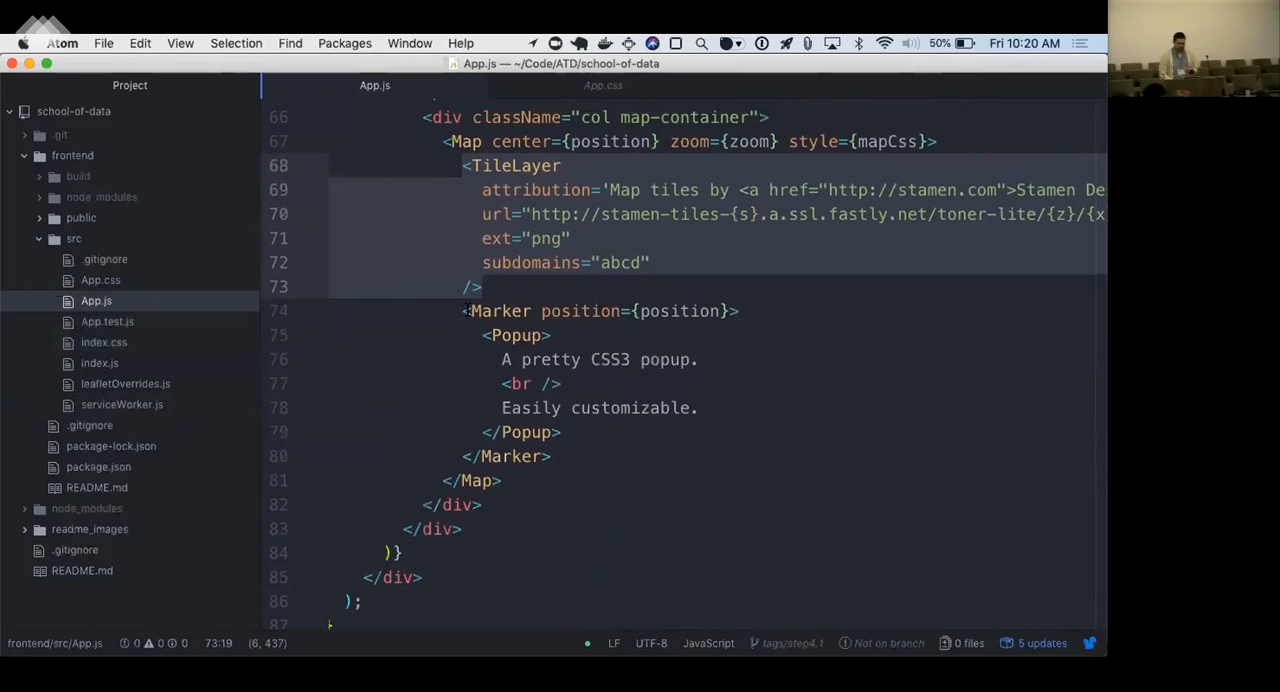 Atom File Edit View Selection Find Packages Window Help 50% Fri 10:20 AM
App.js — ~/Code/ATD/school-of-data
Project
App.js
App.css
school-of-data
.git
frontend
build
node_modules
public
src
.gitignore
App.css
App.js
App.test.js
index.css
index.js
leafletOverrides.js
serviceWorker.js
.gitignore
package-lock.json
package.json
README.md
node_modules
readme_images
.gitignore
README.md
66 <div className="col map-container">
67 <Map center={position} zoom={zoom} style={mapCss}>
68 <TileLayer
69 attribution='Map tiles by <a href="http://stamen.com">Stamen De
70 url="http://stamen-tiles-{s}.a.ssl.fastly.net/toner-lite/{z}/{x
71 ext="png"
72 subdomains="abcd"
73 />
74 <Marker position={position}>
75 <Popup>
76 A pretty CSS3 popup.
77 <br />
78 Easily customizable.
79 </Popup>
80 </Marker>
81 </Map>
82 </div>
83 </div>
84 )}
85 </div>
86 );
87
frontend/src/App.js 0 0 0 73:19 (6, 437) LF UTF-8 JavaScript tags/step4.1 Not on branch 0 files 5 updates